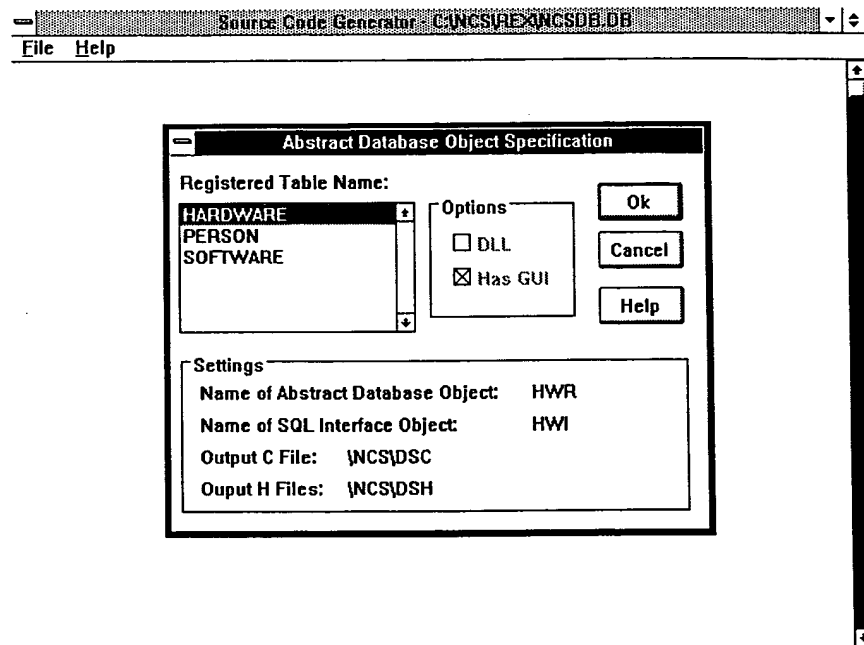 Source Code Generator - C:\NCS\REX\NCSDB.DB
File Help
Abstract Database Object Specification
Registered Table Name:
HARDWARE
PERSON
SOFTWARE
Options
DLL
Has GUI
Ok
Cancel
Help
Settings
Name of Abstract Database Object: HWR
Name of SQL Interface Object: HWI
Output C File: \NCS\DSC
Ouput H Files: \NCS\DSH